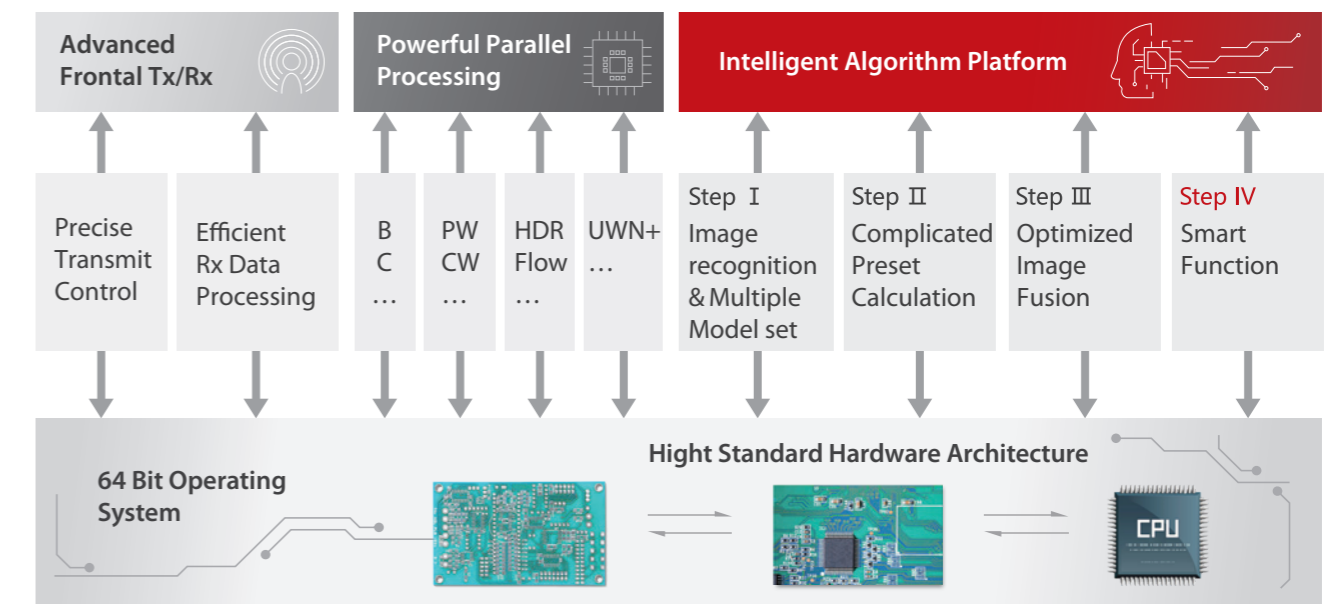 Advanced
Frontal Tx/Rx
Powerful Parallel
Processing
Intelligent Algorithm Platform
Precise
Transmit
Control
Efficient
Rx Data
Processing
B
C
...
PW
CW
...
HDR
Flow
...
UWN+
...
Step Ⅰ
Image
recognition
& Multiple
Model set
Step Ⅱ
Complicated
Preset
Calculation
Step Ⅲ
Optimized
Image
Fusion
Step IV
Smart
Function
64 Bit Operating
System
Hight Standard Hardware Architecture
CPU